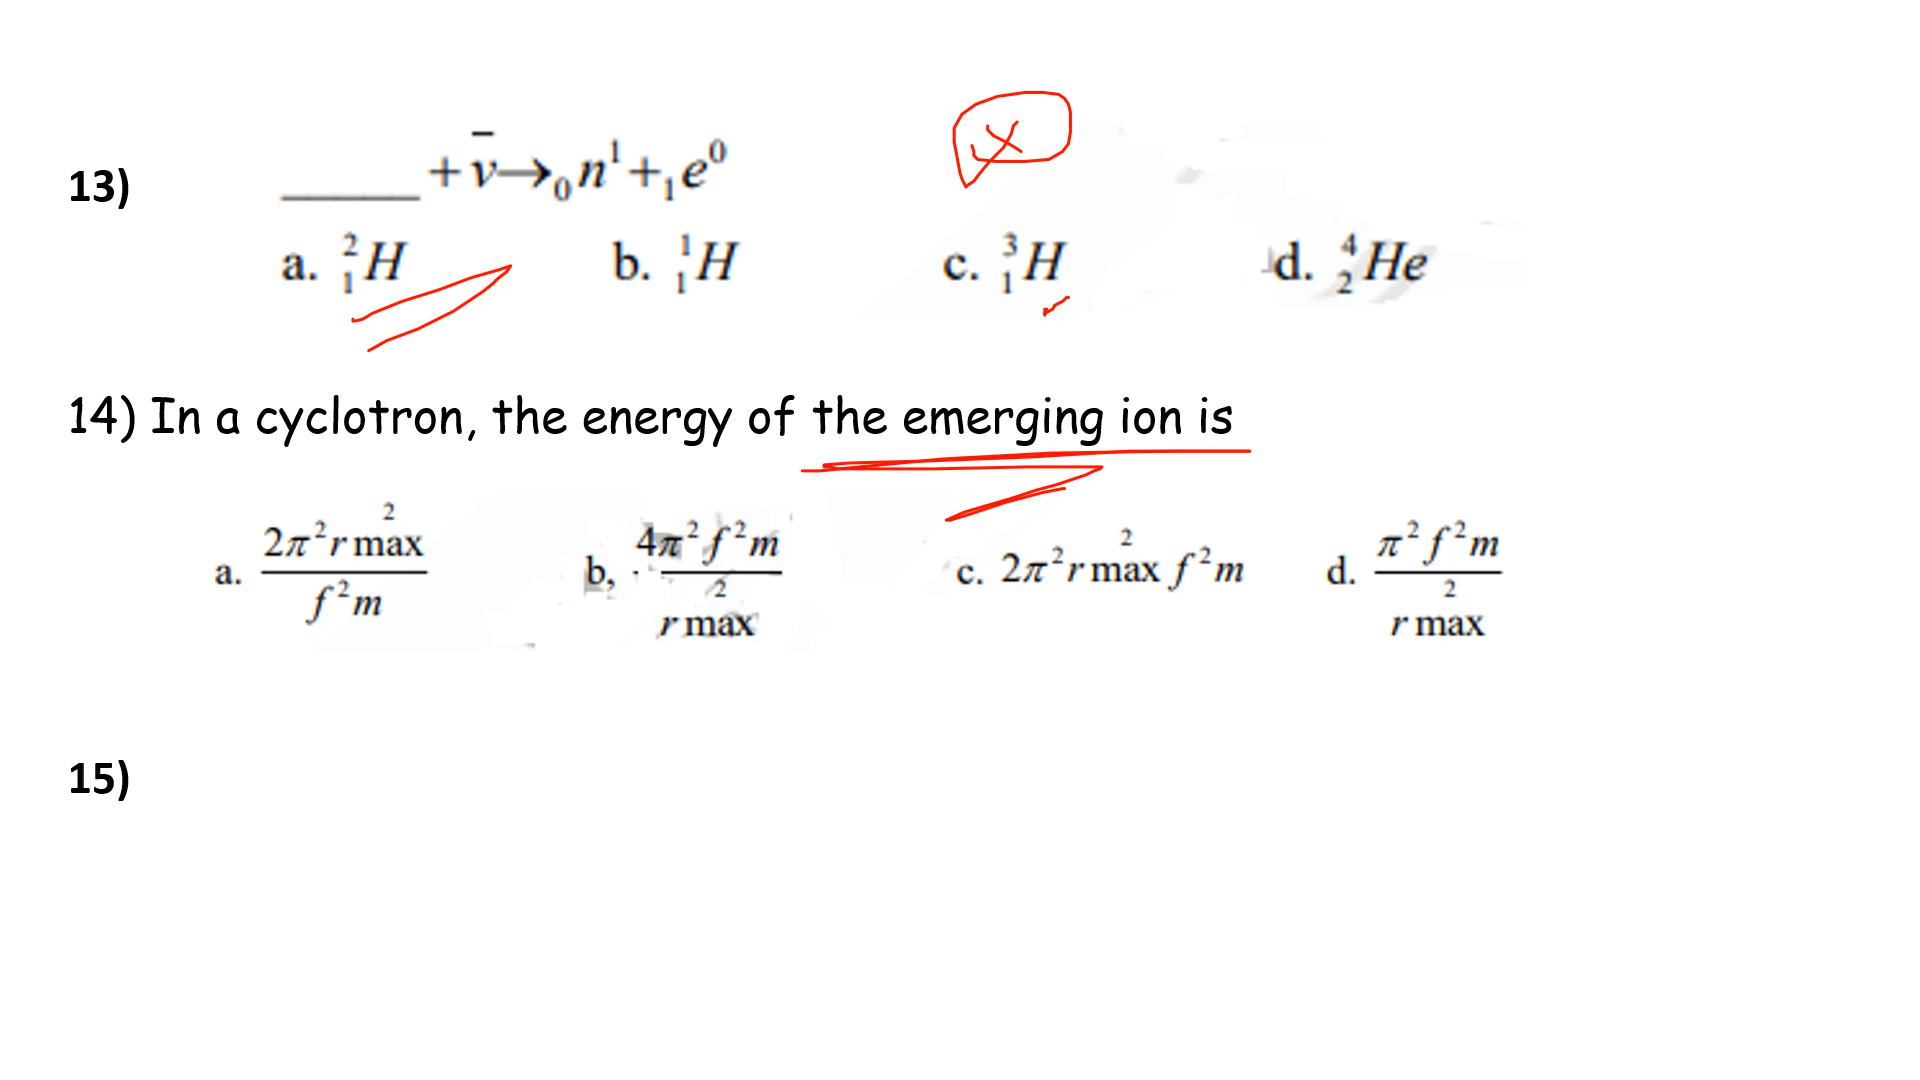 13) _____ + ν̅ → ₀n¹ + ₁e⁰
a. ²₁H b. ¹₁H c. ³₁H d. ⁴₂He
14) In a cyclotron, the energy of the emerging ion is
a. 2π²r²max / f²m b, 4π²f²m / r²max c. 2π²r²max f²m d. π²f²m / r²max
15)